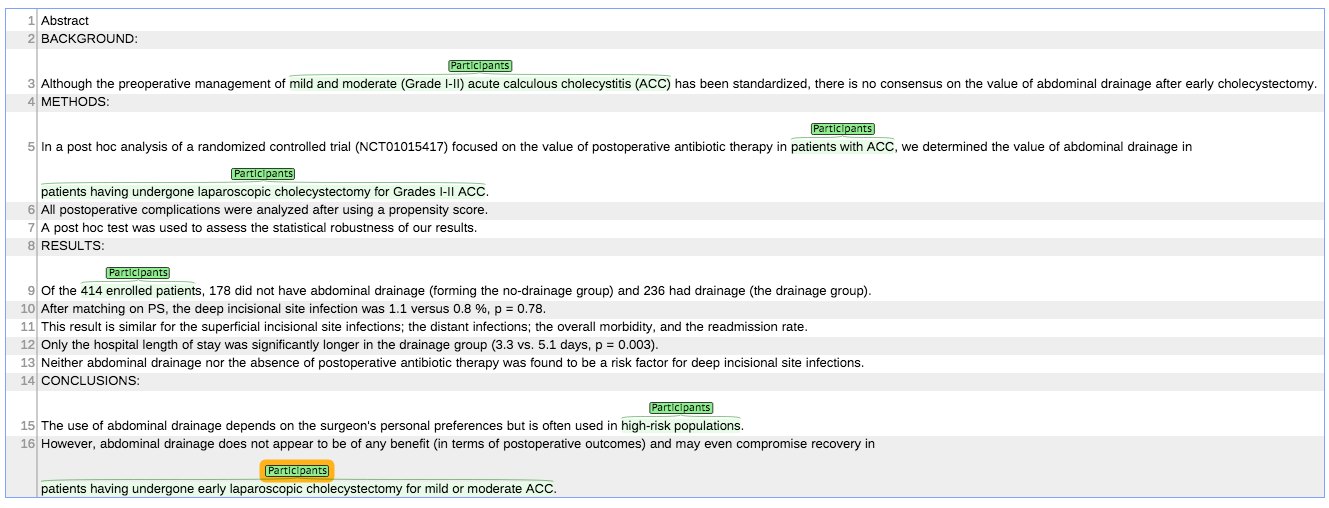 1 Abstract
2 BACKGROUND:
Participants
3 Although the preoperative management of mild and moderate (Grade I-II) acute calculous cholecystitis (ACC) has been standardized, there is no consensus on the value of abdominal drainage after early cholecystectomy.
4 METHODS:
Participants
5 In a post hoc analysis of a randomized controlled trial (NCT01015417) focused on the value of postoperative antibiotic therapy in patients with ACC, we determined the value of abdominal drainage in
Participants
patients having undergone laparoscopic cholecystectomy for Grades I-II ACC.
6 All postoperative complications were analyzed after using a propensity score.
7 A post hoc test was used to assess the statistical robustness of our results.
8 RESULTS:
Participants
9 Of the 414 enrolled patients, 178 did not have abdominal drainage (forming the no-drainage group) and 236 had drainage (the drainage group).
10 After matching on PS, the deep incisional site infection was 1.1 versus 0.8 %, p = 0.78.
11 This result is similar for the superficial incisional site infections; the distant infections; the overall morbidity, and the readmission rate.
12 Only the hospital length of stay was significantly longer in the drainage group (3.3 vs. 5.1 days, p = 0.003).
13 Neither abdominal drainage nor the absence of postoperative antibiotic therapy was found to be a risk factor for deep incisional site infections.
14 CONCLUSIONS:
Participants
15 The use of abdominal drainage depends on the surgeon's personal preferences but is often used in high-risk populations.
16 However, abdominal drainage does not appear to be of any benefit (in terms of postoperative outcomes) and may even compromise recovery in
Participants
patients having undergone early laparoscopic cholecystectomy for mild or moderate ACC.